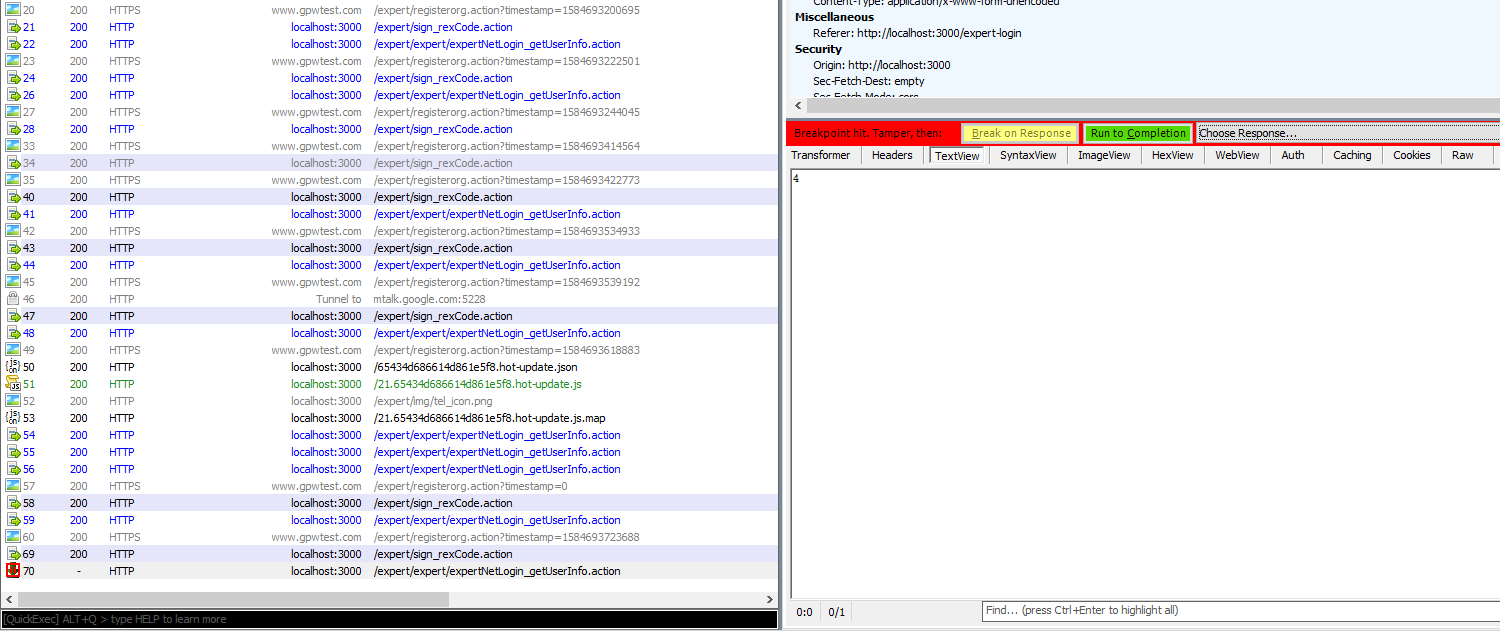 20 200 HTTPS www.gpwtest.com /expert/registerorg.action?timestamp=1584693200695
21 200 HTTP localhost:3000 /expert/sign_rexCode.action
22 200 HTTP localhost:3000 /expert/expert/expertNetLogin_getUserInfo.action
23 200 HTTPS www.gpwtest.com /expert/registerorg.action?timestamp=1584693222501
24 200 HTTP localhost:3000 /expert/sign_rexCode.action
26 200 HTTP localhost:3000 /expert/expert/expertNetLogin_getUserInfo.action
27 200 HTTPS www.gpwtest.com /expert/registerorg.action?timestamp=1584693244045
28 200 HTTP localhost:3000 /expert/sign_rexCode.action
33 200 HTTPS www.gpwtest.com /expert/registerorg.action?timestamp=1584693414564
34 200 HTTP localhost:3000 /expert/sign_rexCode.action
35 200 HTTPS www.gpwtest.com /expert/registerorg.action?timestamp=1584693422773
40 200 HTTP localhost:3000 /expert/sign_rexCode.action
41 200 HTTP localhost:3000 /expert/expert/expertNetLogin_getUserInfo.action
42 200 HTTPS www.gpwtest.com /expert/registerorg.action?timestamp=1584693534933
43 200 HTTP localhost:3000 /expert/sign_rexCode.action
44 200 HTTP localhost:3000 /expert/expert/expertNetLogin_getUserInfo.action
45 200 HTTPS www.gpwtest.com /expert/registerorg.action?timestamp=1584693539192
46 200 HTTP Tunnel to mtalk.google.com:5228
47 200 HTTP localhost:3000 /expert/sign_rexCode.action
48 200 HTTP localhost:3000 /expert/expert/expertNetLogin_getUserInfo.action
49 200 HTTPS www.gpwtest.com /expert/registerorg.action?timestamp=1584693618883
50 200 HTTP localhost:3000 /65434d686614d861e5f8.hot-update.json
51 200 HTTP localhost:3000 /21.65434d686614d861e5f8.hot-update.js
52 200 HTTP localhost:3000 /expert/img/tel_icon.png
53 200 HTTP localhost:3000 /21.65434d686614d861e5f8.hot-update.js.map
54 200 HTTP localhost:3000 /expert/expert/expertNetLogin_getUserInfo.action
55 200 HTTP localhost:3000 /expert/expert/expertNetLogin_getUserInfo.action
56 200 HTTP localhost:3000 /expert/expert/expertNetLogin_getUserInfo.action
57 200 HTTPS www.gpwtest.com /expert/registerorg.action?timestamp=0
58 200 HTTP localhost:3000 /expert/sign_rexCode.action
59 200 HTTP localhost:3000 /expert/expert/expertNetLogin_getUserInfo.action
60 200 HTTPS www.gpwtest.com /expert/registerorg.action?timestamp=1584693723688
69 200 HTTP localhost:3000 /expert/sign_rexCode.action
70 - HTTP localhost:3000 /expert/expert/expertNetLogin_getUserInfo.action
[QuickExec] ALT+Q > type HELP to learn more
Content-Type: application/x-www-form-urlencoded
Miscellaneous
Referer: http://localhost:3000/expert-login
Security
Origin: http://localhost:3000
Sec-Fetch-Dest: empty
Sec-Fetch-Mode: cors
Breakpoint hit. Tamper, then: Break on Response Run to Completion Choose Response...
Transformer Headers TextView SyntaxView ImageView HexView WebView Auth Caching Cookies Raw
4
0:0 0/1 Find... (press Ctrl+Enter to highlight all)